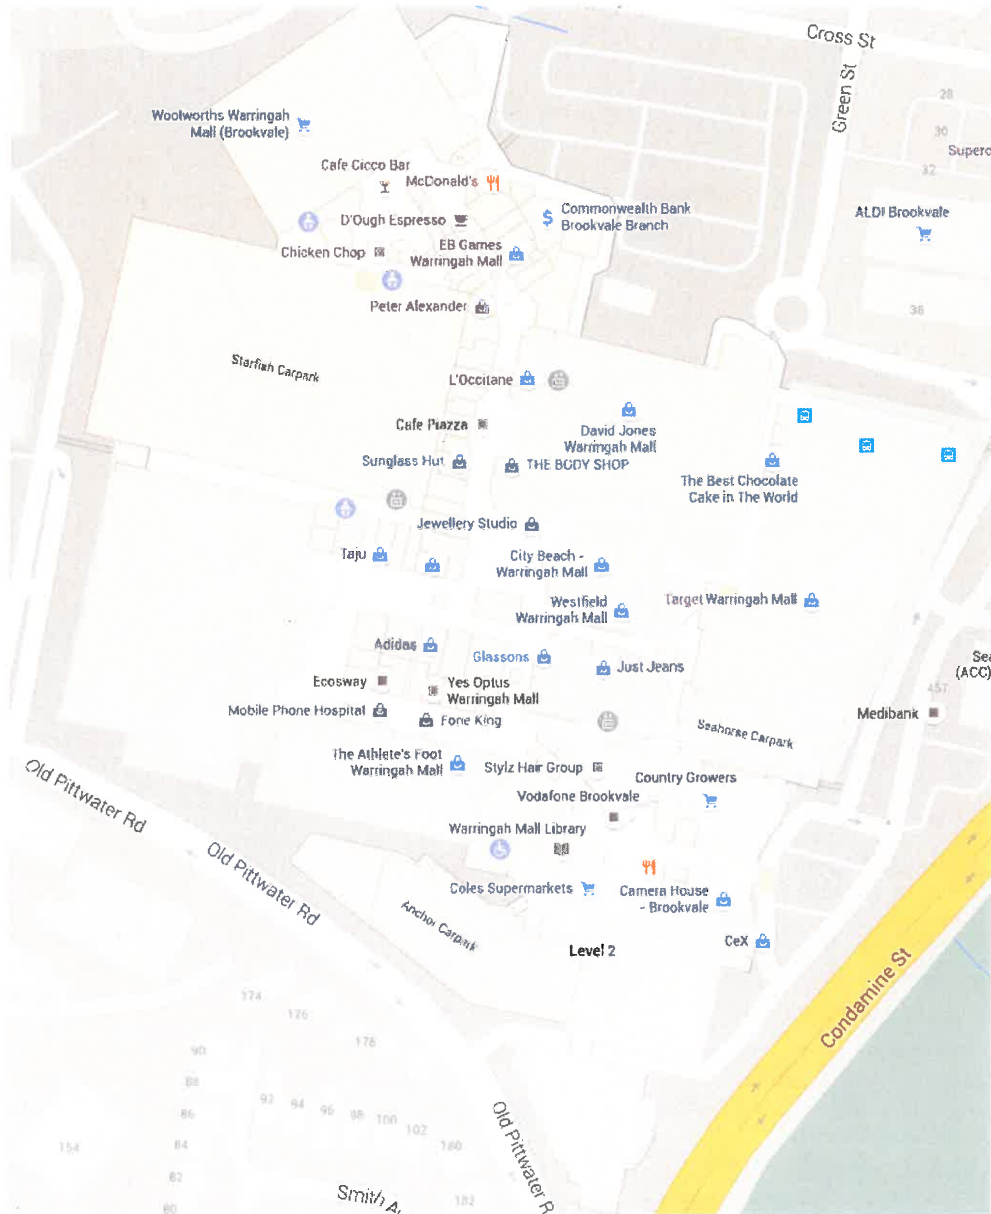 Cross St
Green St
28
30
32
Woolworths Warringah
Mall (Brookvale)
Cafe Cicco Bar
McDonald's
D'Ough Espresso
Commonwealth Bank
Brookvale Branch
ALDI Brookvale
Chicken Chop
EB Games
Warringah Mall
Peter Alexander
38
Starfish Carpark
L'Occitane
Cafe Piazza
David Jones
Warringah Mall
Sunglass Hut
THE BODY SHOP
The Best Chocolate
Cake in The World
Jewellery Studio
Taju
City Beach -
Warringah Mall
Westfield
Warringah Mall
Target Warringah Mall
Adidas
Glassons
Just Jeans
(ACC)
Ecosway
Yes Optus
Warringah Mall
457
Mobile Phone Hospital
Fone King
Medibank
Seahorse Carpark
The Athlete's Foot
Warringah Mall
Stylz Hair Group
Country Growers
Vodafone Brookvale
Old Pittwater Rd
Warringah Mall Library
Old Pittwater Rd
Coles Supermarkets
Camera House
- Brookvale
Anchor Carpark
CeX
Level 2
Condamine St
174
176
178
90
88
86
84
82
80
92
94
96
98
100
102
154
180
182
Old Pittwater R
Smith A